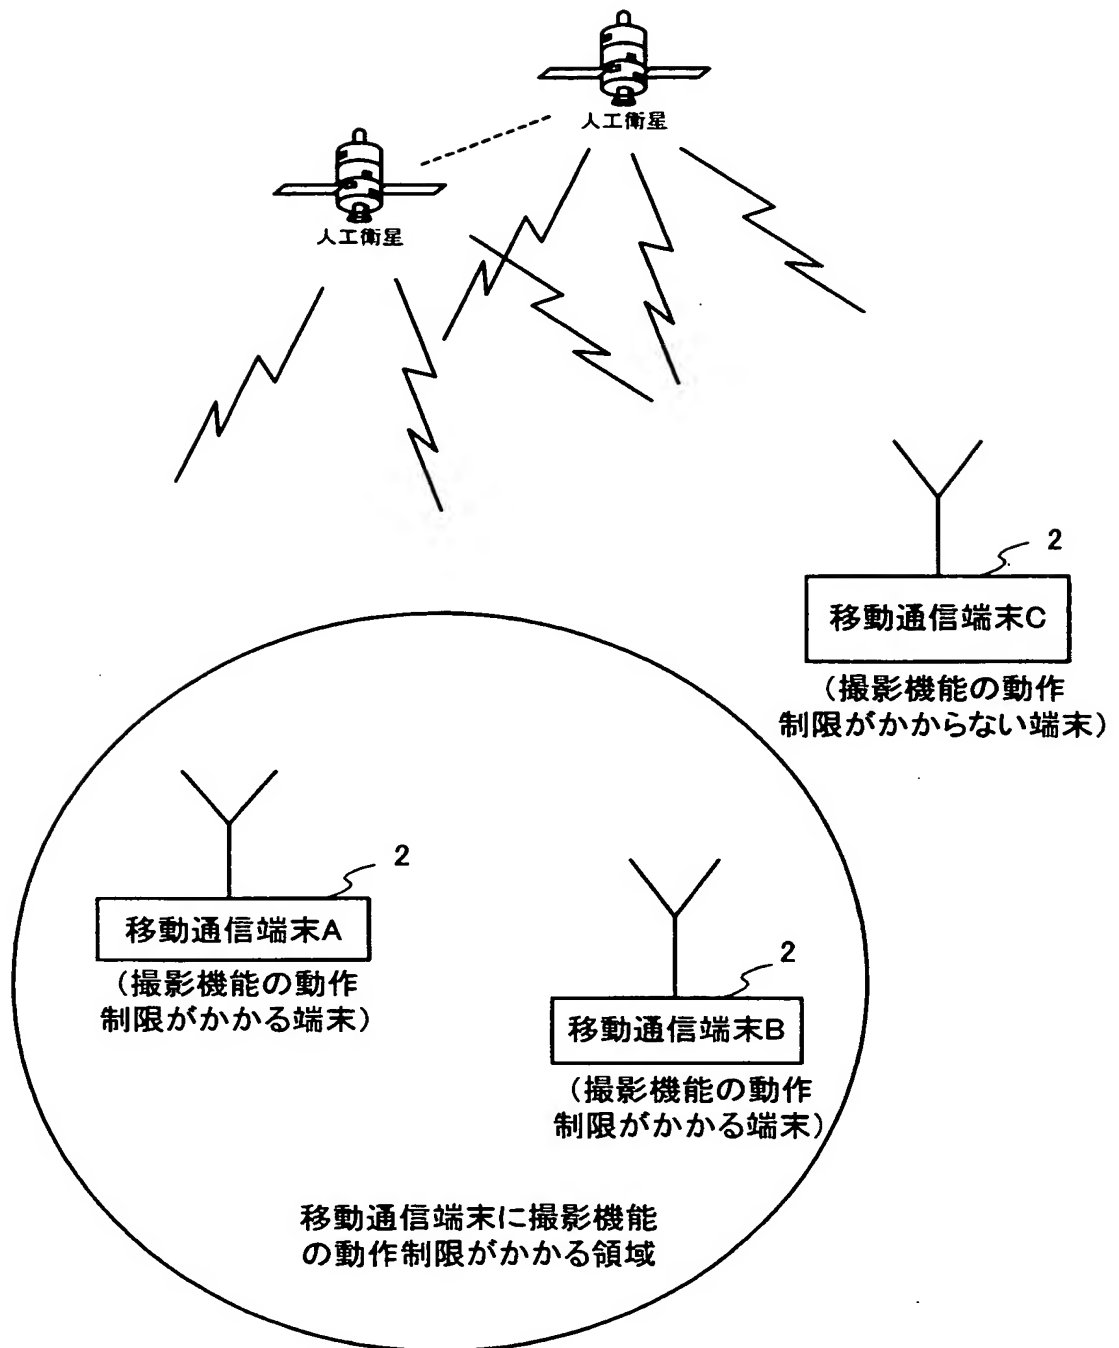 人工衛星
人工衛星
2
移動通信端末C
(撮影機能の動作
制限がかからない端末)
2
移動通信端末A
(撮影機能の動作
制限がかかる端末)
2
移動通信端末B
(撮影機能の動作
制限がかかる端末)
移動通信端末に撮影機能
の動作制限がかかる領域